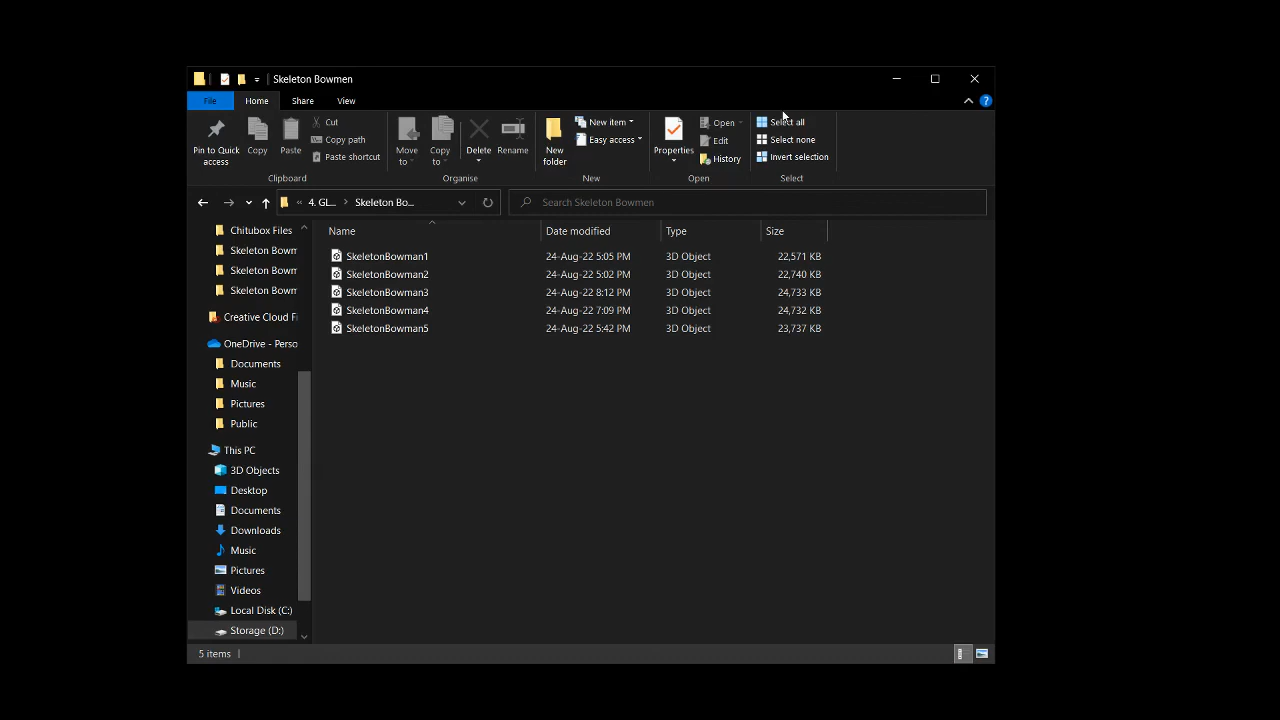 Skeleton Bowmen
File Home Share View
Pin to Quick access
Copy
Paste
Cut
Copy path
Paste shortcut
Clipboard
Move to
Copy to
Delete
Rename
Organise
New folder
New item
Easy access
New
Properties
Open
Edit
History
Open
Select all
Select none
Invert selection
Select
« 4. GL... > Skeleton Bo...
Search Skeleton Bowmen
Chitubox Files
Skeleton Bowm
Skeleton Bowm
Skeleton Bowm
Creative Cloud F
OneDrive - Perso
Documents
Music
Pictures
Public
This PC
3D Objects
Desktop
Documents
Downloads
Music
Pictures
Videos
Local Disk (C:)
Storage (D:)
Name Date modified Type Size
SkeletonBowman1 24-Aug-22 5:05 PM 3D Object 22,571 KB
SkeletonBowman2 24-Aug-22 5:02 PM 3D Object 22,740 KB
SkeletonBowman3 24-Aug-22 8:12 PM 3D Object 24,733 KB
SkeletonBowman4 24-Aug-22 7:09 PM 3D Object 24,732 KB
SkeletonBowman5 24-Aug-22 5:42 PM 3D Object 23,737 KB
5 items